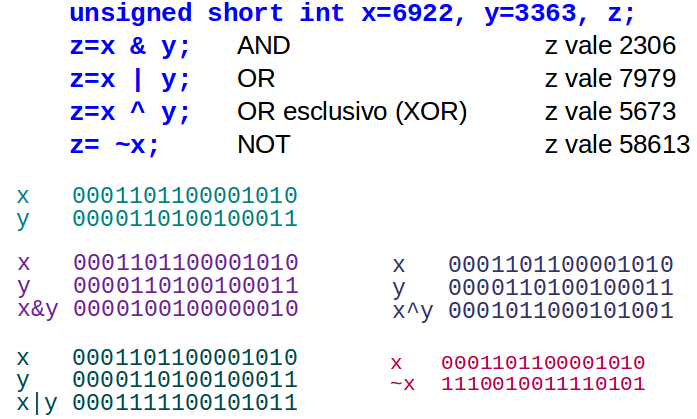 unsigned short int x=6922, y=3363, z;
z=x & y; AND z vale 2306
z=x | y; OR z vale 7979
z=x ^ y; OR esclusivo (XOR) z vale 5673
z= ~x; NOT z vale 58613
x 0001101100001010
y 0000110100100011
x 0001101100001010
y 0000110100100011
x&y 0000100100000010
x 0001101100001010
y 0000110100100011
x^y 0001011000101001
x 0001101100001010
y 0000110100100011
x|y 0001111100101011
x 0001101100001010
~x 1110010011110101